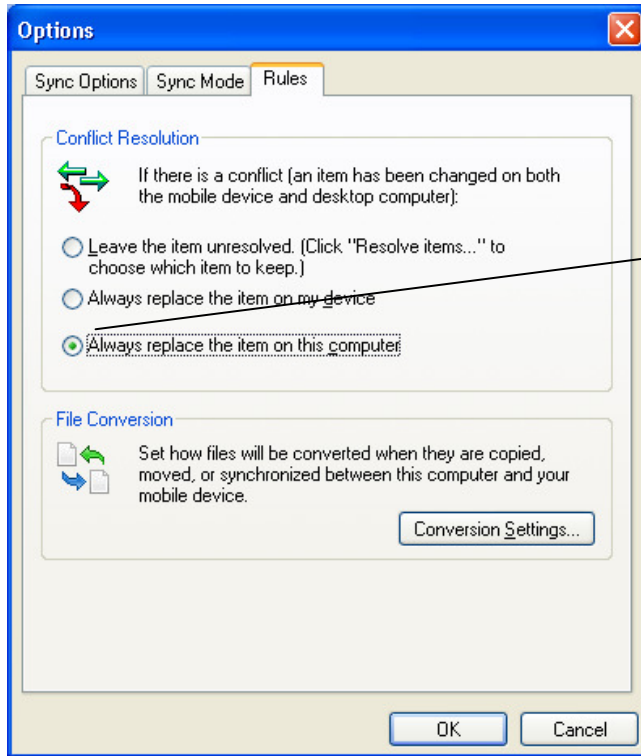 Options
Sync Options Sync Mode Rules
Conflict Resolution
If there is a conflict (an item has been changed on both
the mobile device and desktop computer):
Leave the item unresolved. (Click "Resolve items..." to
choose which item to keep.)
Always replace the item on my device
Always replace the item on this computer
File Conversion
Set how files will be converted when they are copied,
moved, or synchronized between this computer and your
mobile device.
Conversion Settings...
OK Cancel